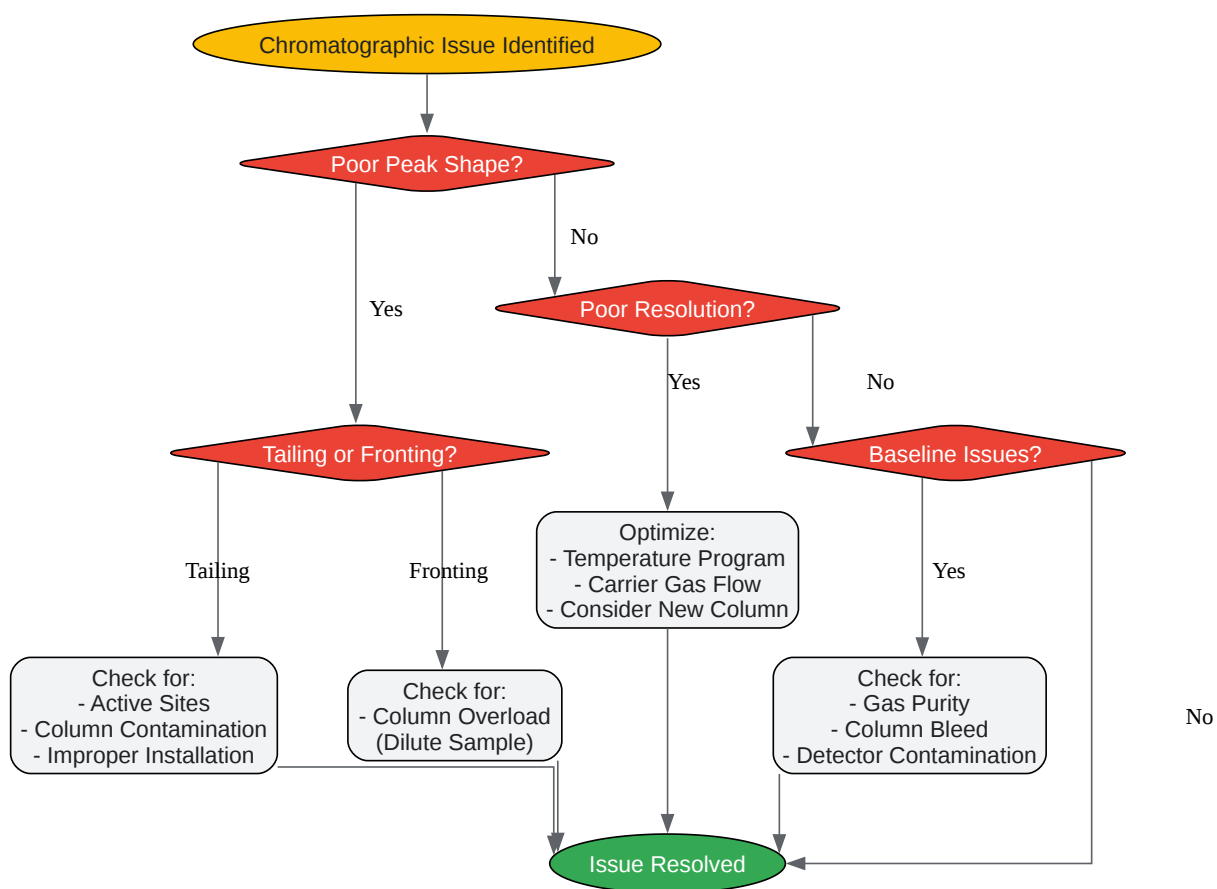 Chromatographic Issue Identified
Poor Peak Shape?
No
Poor Resolution?
Yes
Yes
No
Tailing or Fronting?
Baseline Issues?
Optimize:
- Temperature Program
- Carrier Gas Flow
- Consider New Column
Tailing
Fronting
Yes
Check for:
- Active Sites
- Column Contamination
- Improper Installation
Check for:
- Column Overload
(Dilute Sample)
Check for:
- Gas Purity
- Column Bleed
- Detector Contamination
No
Issue Resolved